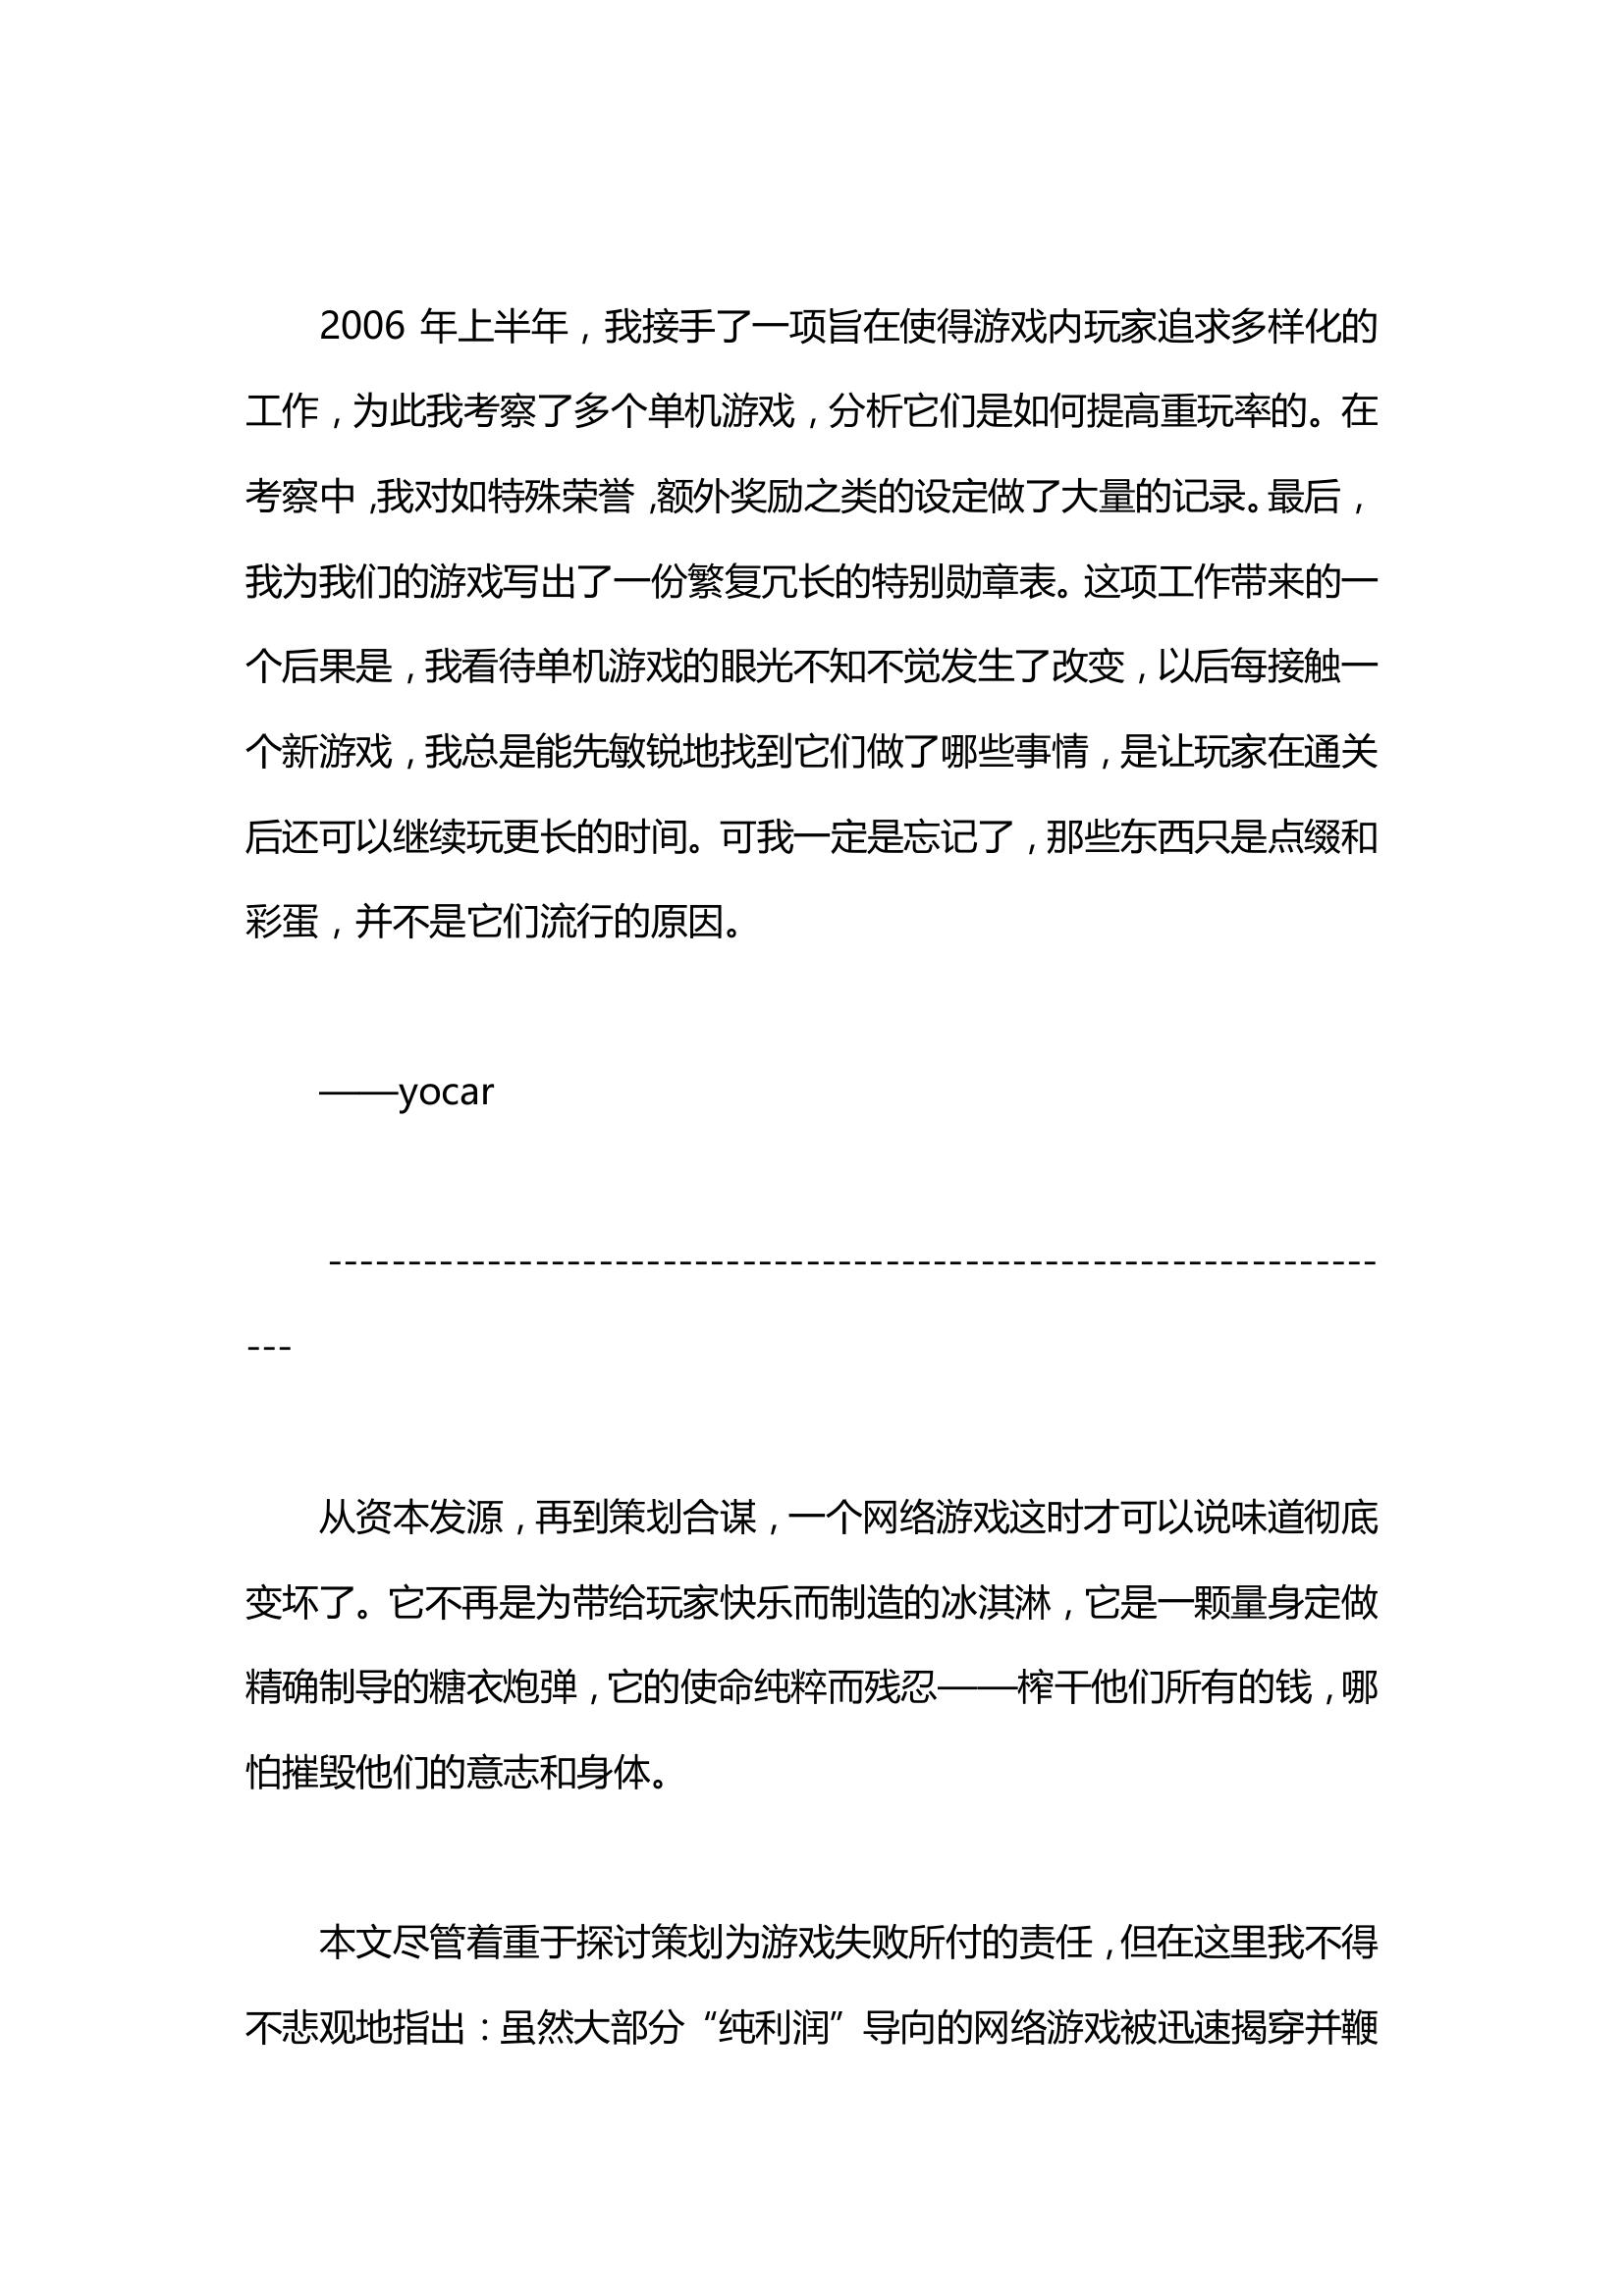 2006 年上半年，我接手了一项旨在使得游戏内玩家追求多样化的
工作，为此我考察了多个单机游戏，分析它们是如何提高重玩率的。在
考察中，我对如特殊荣誉，额外奖励之类的设定做了大量的记录。最后，
我为我们的游戏写出了一份繁复冗长的特别勋章表。这项工作带来的一
个后果是，我看待单机游戏的眼光不知不觉发生了改变，以后每接触一
个新游戏，我总是能先敏锐地找到它们做了哪些事情，是让玩家在通关
后还可以继续玩更长的时间。可我一定是忘记了，那些东西只是点缀和
彩蛋，并不是它们流行的原因。
——yocar
------------------------------------------------------------------
---
从资本发源，再到策划合谋，一个网络游戏这时才可以说味道彻底
变坏了。它不再是为带给玩家快乐而制造的冰淇淋，它是一颗量身定做
精确制导的糖衣炮弹，它的使命纯粹而残忍——榨干他们所有的钱，哪
怕摧毁他们的意志和身体。
本文尽管着重于探讨策划为游戏失败所付的责任，但在这里我不得
不悲观地指出：虽然大部分“纯利润”导向的网络游戏被迅速揭穿并鞭